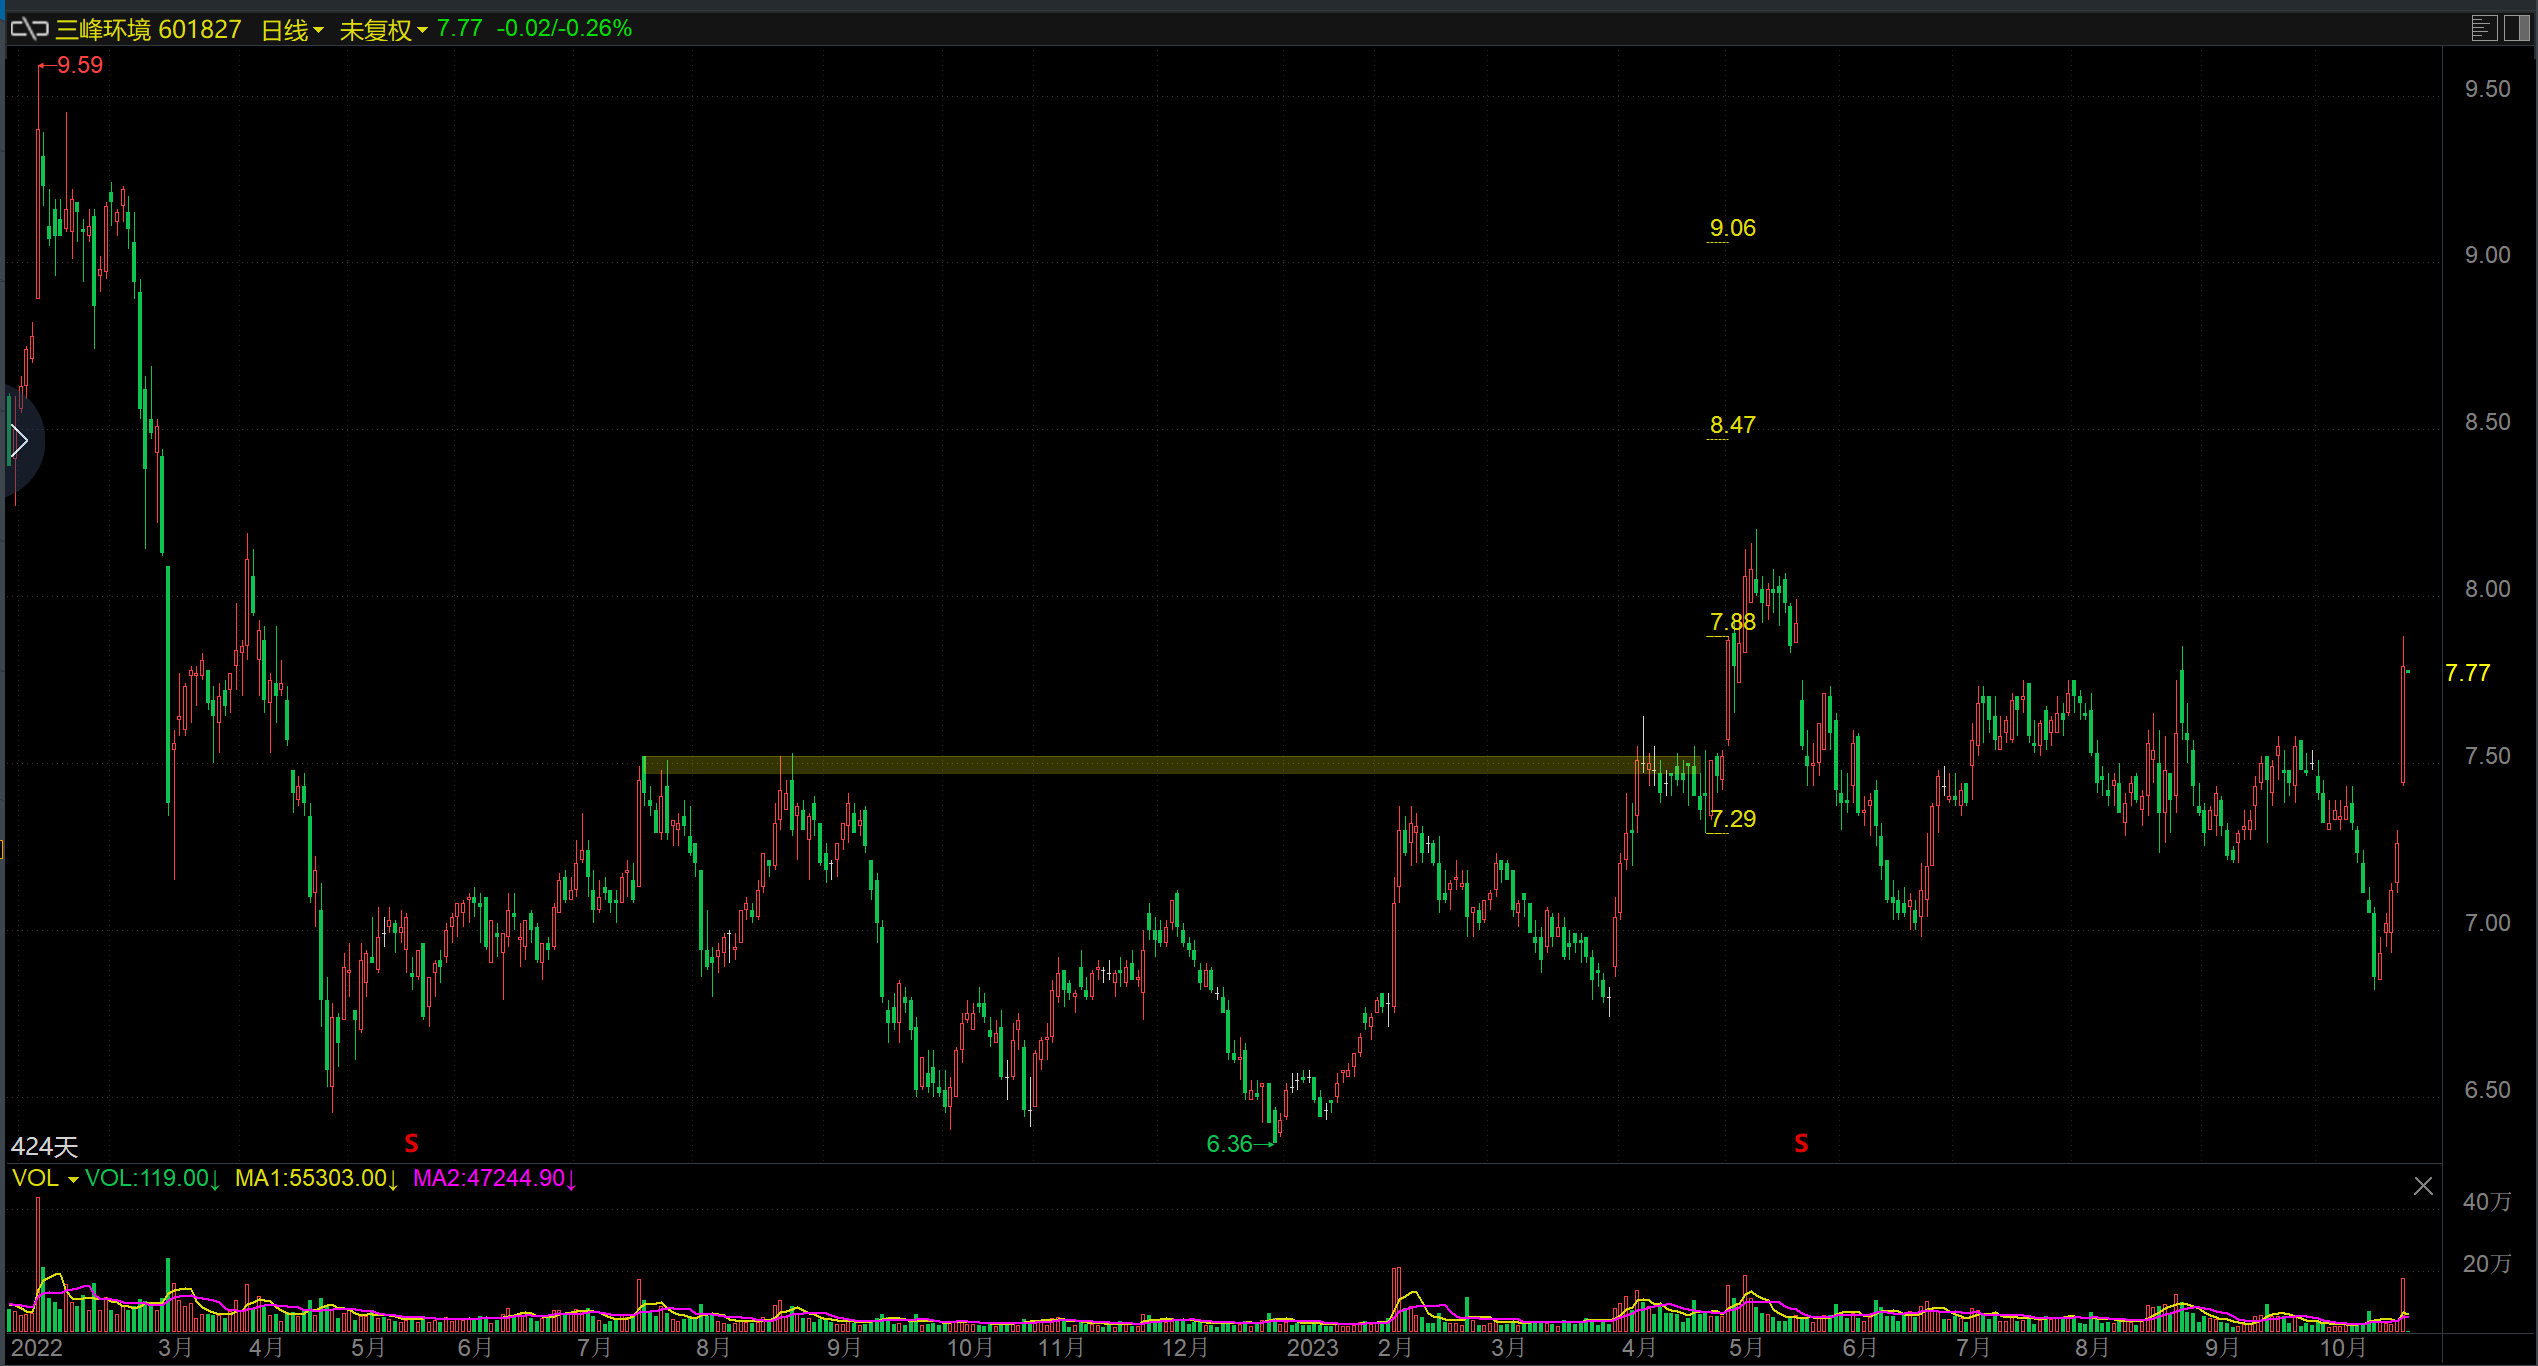 三峰环境 601827 日线 未复权 7.77 -0.02/-0.26%
9.59
9.50
9.06
9.00
8.47
8.50
8.00
7.88
7.77
7.50
7.29
7.00
6.50
6.36
424天
S
S
VOL VOL:119.00↓ MA1:55303.00↓ MA2:47244.90↓
40万
20万
2022 3月 4月 5月 6月 7月 8月 9月 10月 11月 12月 2023 2月 3月 4月 5月 6月 7月 8月 9月 10月